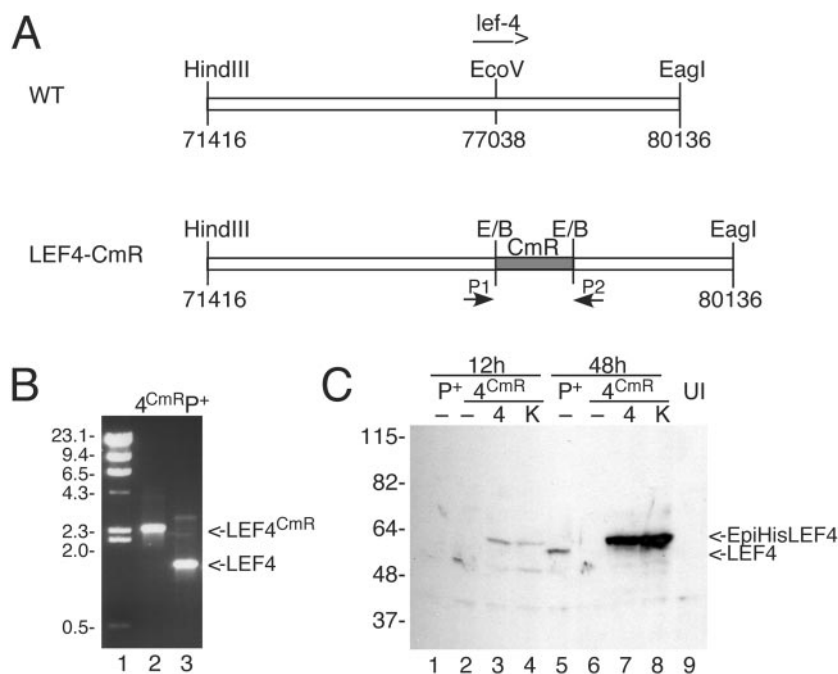 A
lef-4
HindIII EcoV EagI
WT
71416 77038 80136
HindIII E/B E/B EagI
CmR
LEF4-CmR
71416 P1 P2 80136
B
4CmR P+
23.1-
9.4-
6.5-
4.3-
2.3-
2.0-
0.5-
<-LEF4CmR
<-LEF4
1 2 3
C
12h 48h
P+ 4CmR P+ 4CmR UI
– – 4 K – – 4 K
115-
82-
64-
48-
37-
<-EpiHisLEF4
<-LEF4
1 2 3 4 5 6 7 8 9